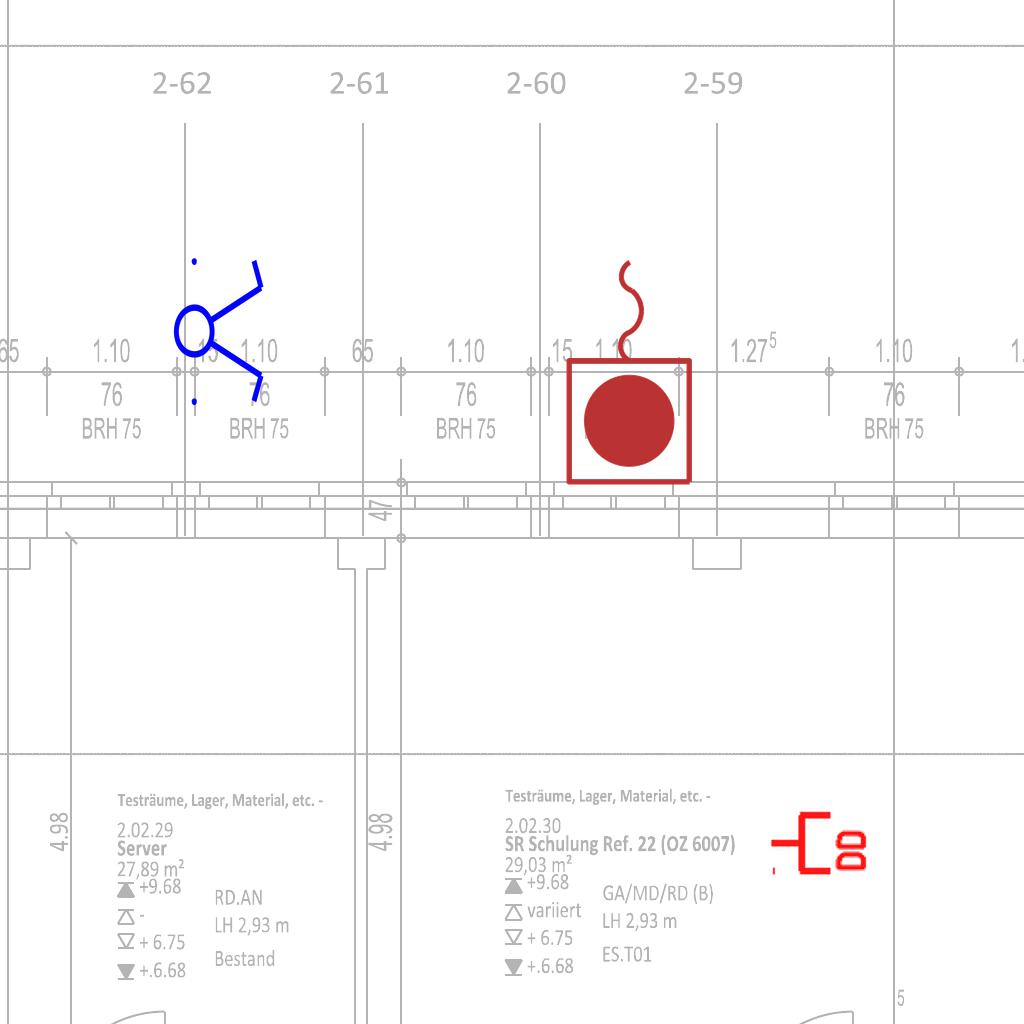 2-62 2-61 2-60 2-59
65 1.10 15 1.10 65 1.10 15 1.10 1.27⁵ 1.10 1.
76 76 76 76
BRH 75 BRH 75 BRH 75 BRH 75
47
4.98 4.98
Testräume, Lager, Material, etc. -
2.02.29
Server
27,89 m²
+9.68
-
+ 6.75
+.6.68
RD.AN
LH 2,93 m
Bestand
Testräume, Lager, Material, etc. -
2.02.30
SR Schulung Ref. 22 (OZ 6007)
29,03 m²
+9.68
variiert
+ 6.75
+.6.68
GA/MD/RD (B)
LH 2,93 m
ES.T01
5